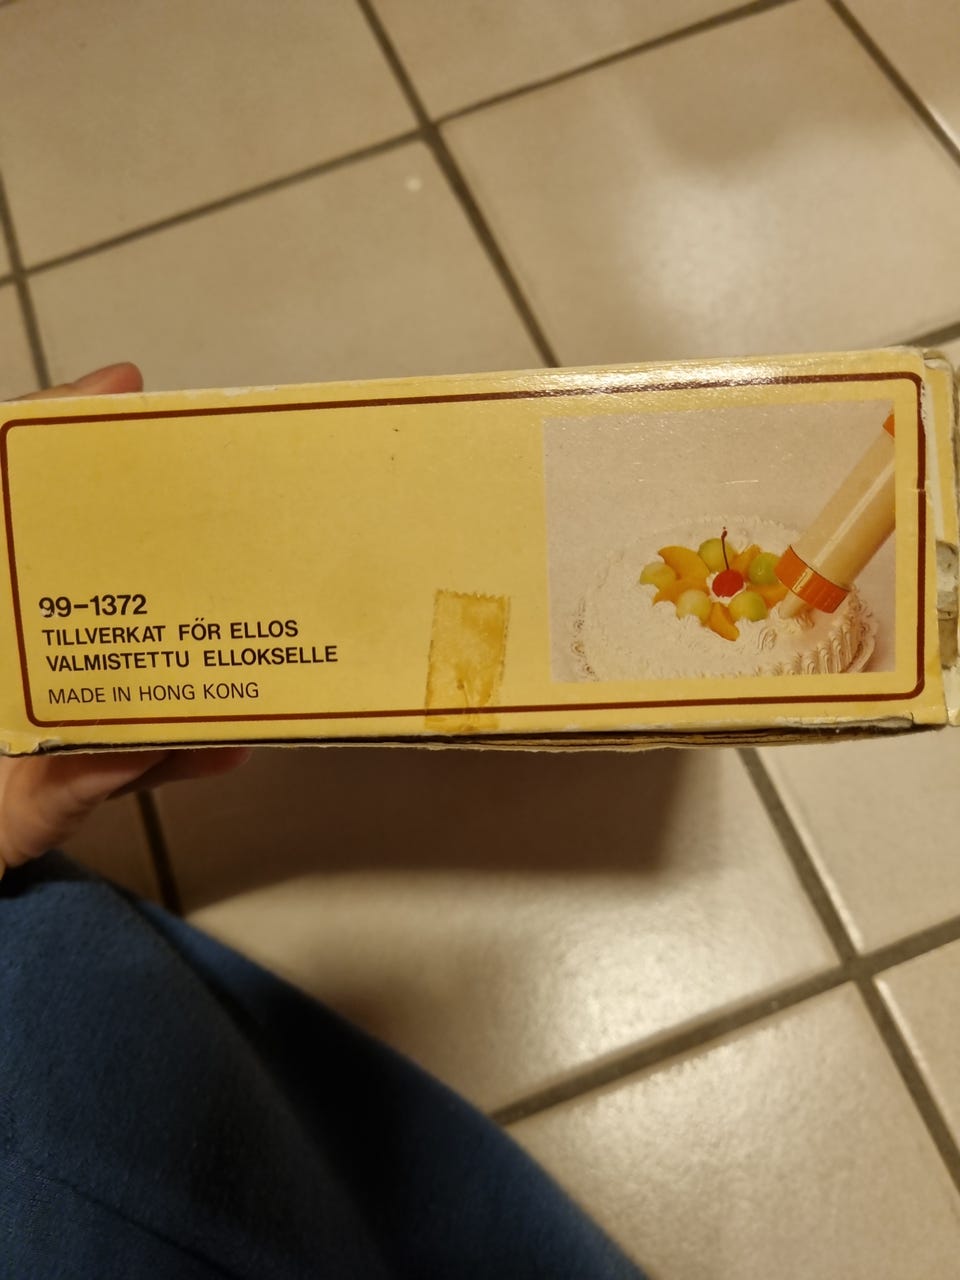 99-1372
TILLVERKAT FÖR ELLOS
VALMISTETTU ELLOKSELLE
MADE IN HONG KONG